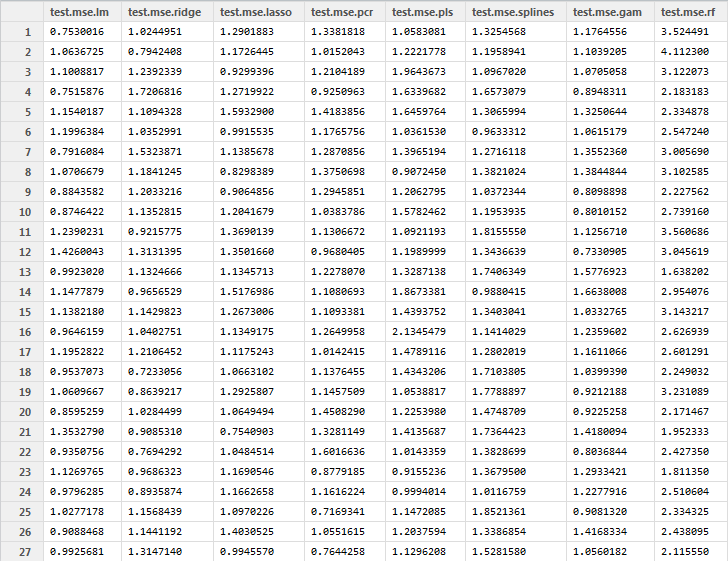 test.mse.lm test.mse.ridge test.mse.lasso test.mse.pcr test.mse.pls test.mse.splines test.mse.gam test.mse.rf
1 0.7530016 1.0244951 1.2901883 1.3381818 1.0583081 1.3254568 1.1764556 3.524491
2 1.0636725 0.7942408 1.1726445 1.0152043 1.2221778 1.1958941 1.1039205 4.112300
3 1.1008817 1.2392339 0.9299396 1.2104189 1.9643673 1.0967020 1.0705058 3.122073
4 0.7515876 1.7206816 1.2719922 0.9250963 1.6339682 1.6573079 0.8948311 2.183183
5 1.1540187 1.1094328 1.5932900 1.4183856 1.6459764 1.3065994 1.3250644 2.334878
6 1.1996384 1.0352991 0.9915535 1.1765756 1.0361530 0.9633312 1.0615179 2.547240
7 0.7916084 1.5323871 1.1385678 1.2870856 1.3965194 1.2716118 1.3552360 3.005690
8 1.0706679 1.1841245 0.8298389 1.3750698 0.9072450 1.3821024 1.3844844 3.102585
9 0.8843582 1.2033216 0.9064856 1.2945851 1.2062795 1.0372344 0.8098898 2.227562
10 0.8746422 1.1352815 1.2041679 1.0383786 1.5782462 1.1953935 0.8010152 2.739160
11 1.2390231 0.9215775 1.3690139 1.1306672 1.0921193 1.8155550 1.1256710 3.560686
12 1.4260043 1.3131395 1.3501660 0.9680405 1.1989999 1.3436639 0.7330905 3.045619
13 0.9923020 1.1324666 1.1345713 1.2278070 1.3287138 1.7406349 1.5776923 1.638202
14 1.1477879 0.9656529 1.5176986 1.1080693 1.8673381 0.9880415 1.6638008 2.954076
15 1.1382180 1.1429823 1.2673006 1.1093381 1.4393752 1.3403041 1.0332765 3.143217
16 0.9646159 1.0402751 1.1349175 1.2649958 2.1345479 1.1414029 1.2359602 2.626939
17 1.1952822 1.2106452 1.1175243 1.0142415 1.4789116 1.2802019 1.1611066 2.601291
18 0.9537073 0.7233056 1.0663102 1.1376455 1.4343206 1.7103805 1.0399390 2.249032
19 1.0609667 0.8639217 1.2925807 1.1457509 1.0538817 1.7788897 0.9212188 3.231089
20 0.8595259 1.0284499 1.0649494 1.4508290 1.2253980 1.4748709 0.9225258 2.171467
21 1.3532790 0.9085310 0.7540903 1.3281149 1.4135687 1.7364423 1.4180094 1.952333
22 0.9350756 0.7694292 1.0484514 1.6016636 1.0143359 1.3828699 0.8036844 2.427350
23 1.1269765 0.9686323 1.1690546 0.8779185 0.9155236 1.3679500 1.2933421 1.811350
24 0.9796285 0.8935874 1.1662658 1.1616224 0.9994014 1.0116759 1.2277916 2.510604
25 1.0277178 1.1568439 1.0970226 0.7169341 1.1472085 1.8521361 0.9081320 2.334325
26 0.9088468 1.1441192 1.4030525 1.0551615 1.2037594 1.3386854 1.4168334 2.438095
27 0.9925681 1.3147140 0.9945570 0.7644258 1.1296208 1.5281580 1.0560182 2.115550